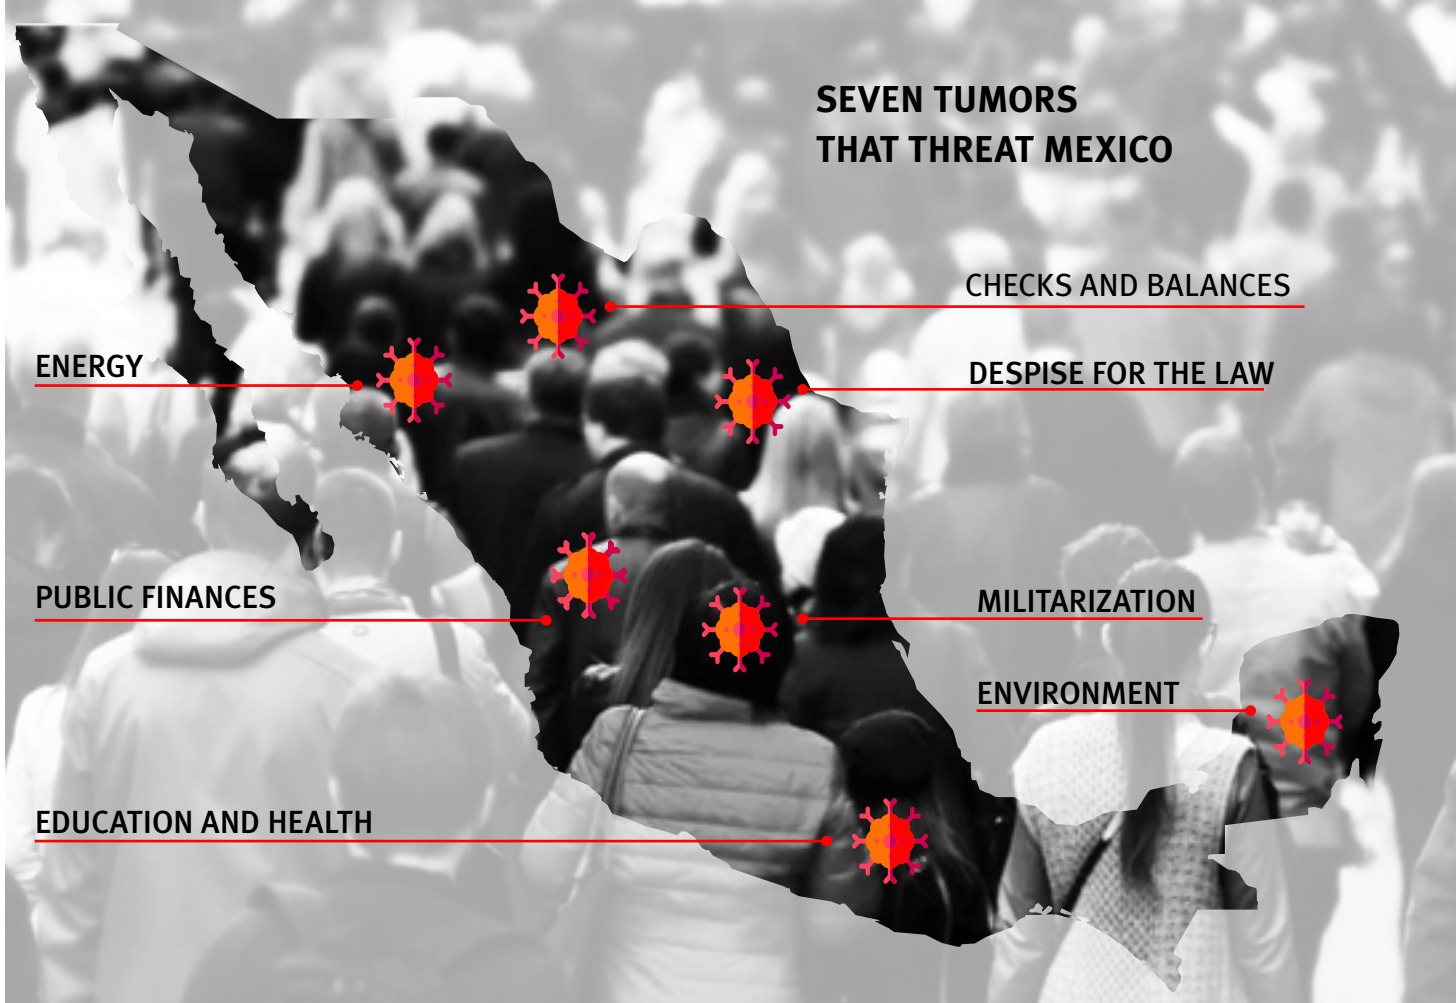 SEVEN TUMORS
THAT THREAT MEXICO
CHECKS AND BALANCES
ENERGY
DESPISE FOR THE LAW
PUBLIC FINANCES
MILITARIZATION
ENVIRONMENT
EDUCATION AND HEALTH